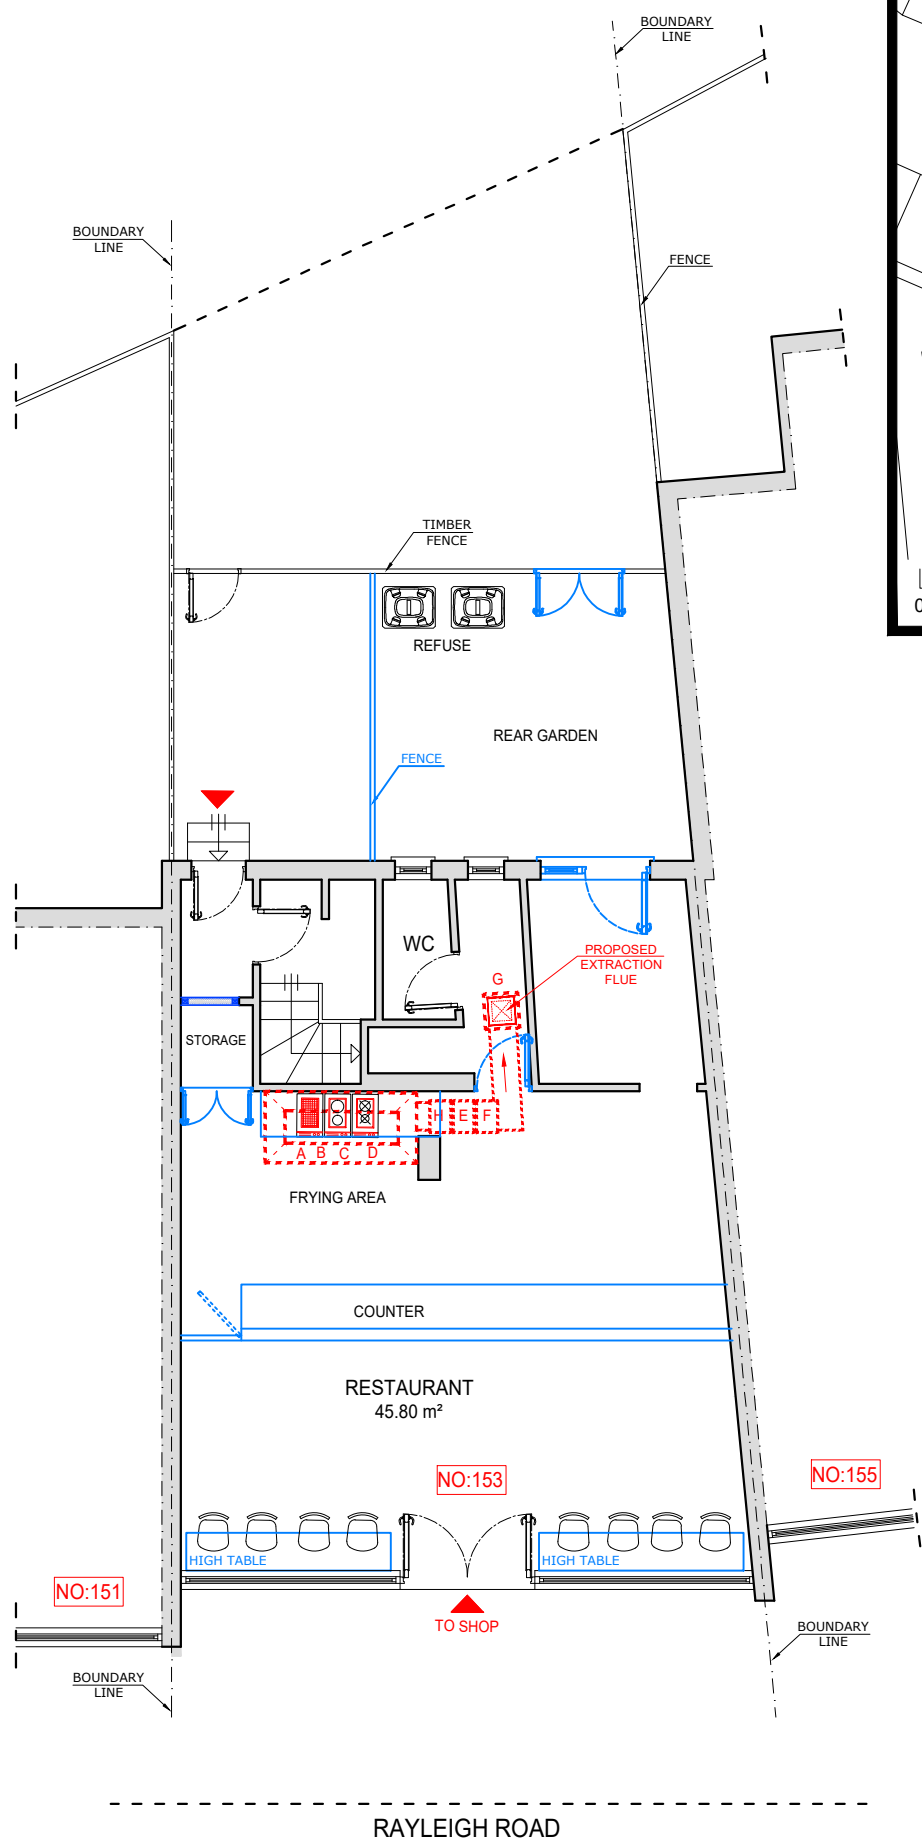 BOUNDARY
LINE
BOUNDARY
LINE
FENCE
TIMBER
FENCE
0
REFUSE
REAR GARDEN
FENCE
WC
PROPOSED
EXTRACTION
FLUE
G
STORAGE
H E F
A B C D
FRYING AREA
COUNTER
RESTAURANT
45.80 m²
NO:153
NO:155
HIGH TABLE
HIGH TABLE
NO:151
TO SHOP
BOUNDARY
LINE
BOUNDARY
LINE
RAYLEIGH ROAD